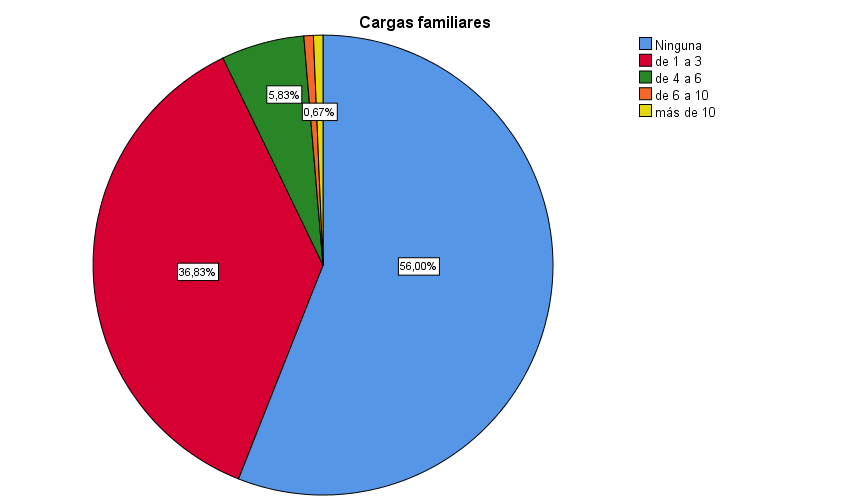 Cargas familiares
Ninguna
de 1 a 3
de 4 a 6
de 6 a 10
más de 10
5,83%
0,67%
36,83%
56,00%